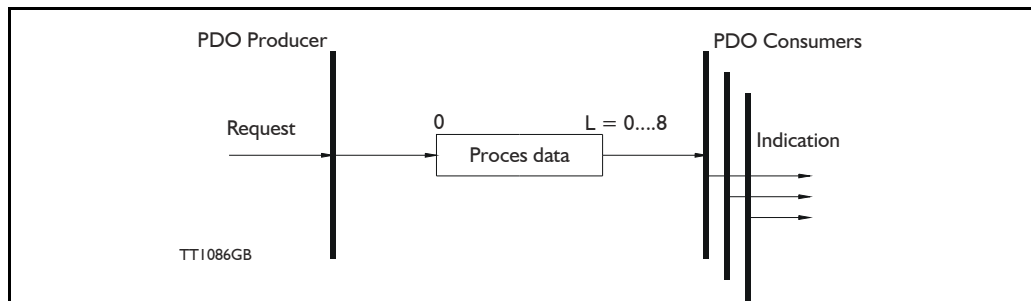 PDO Producer
PDO Consumers
Request
0
L = 0....8
Proces data
Indication
TT1086GB